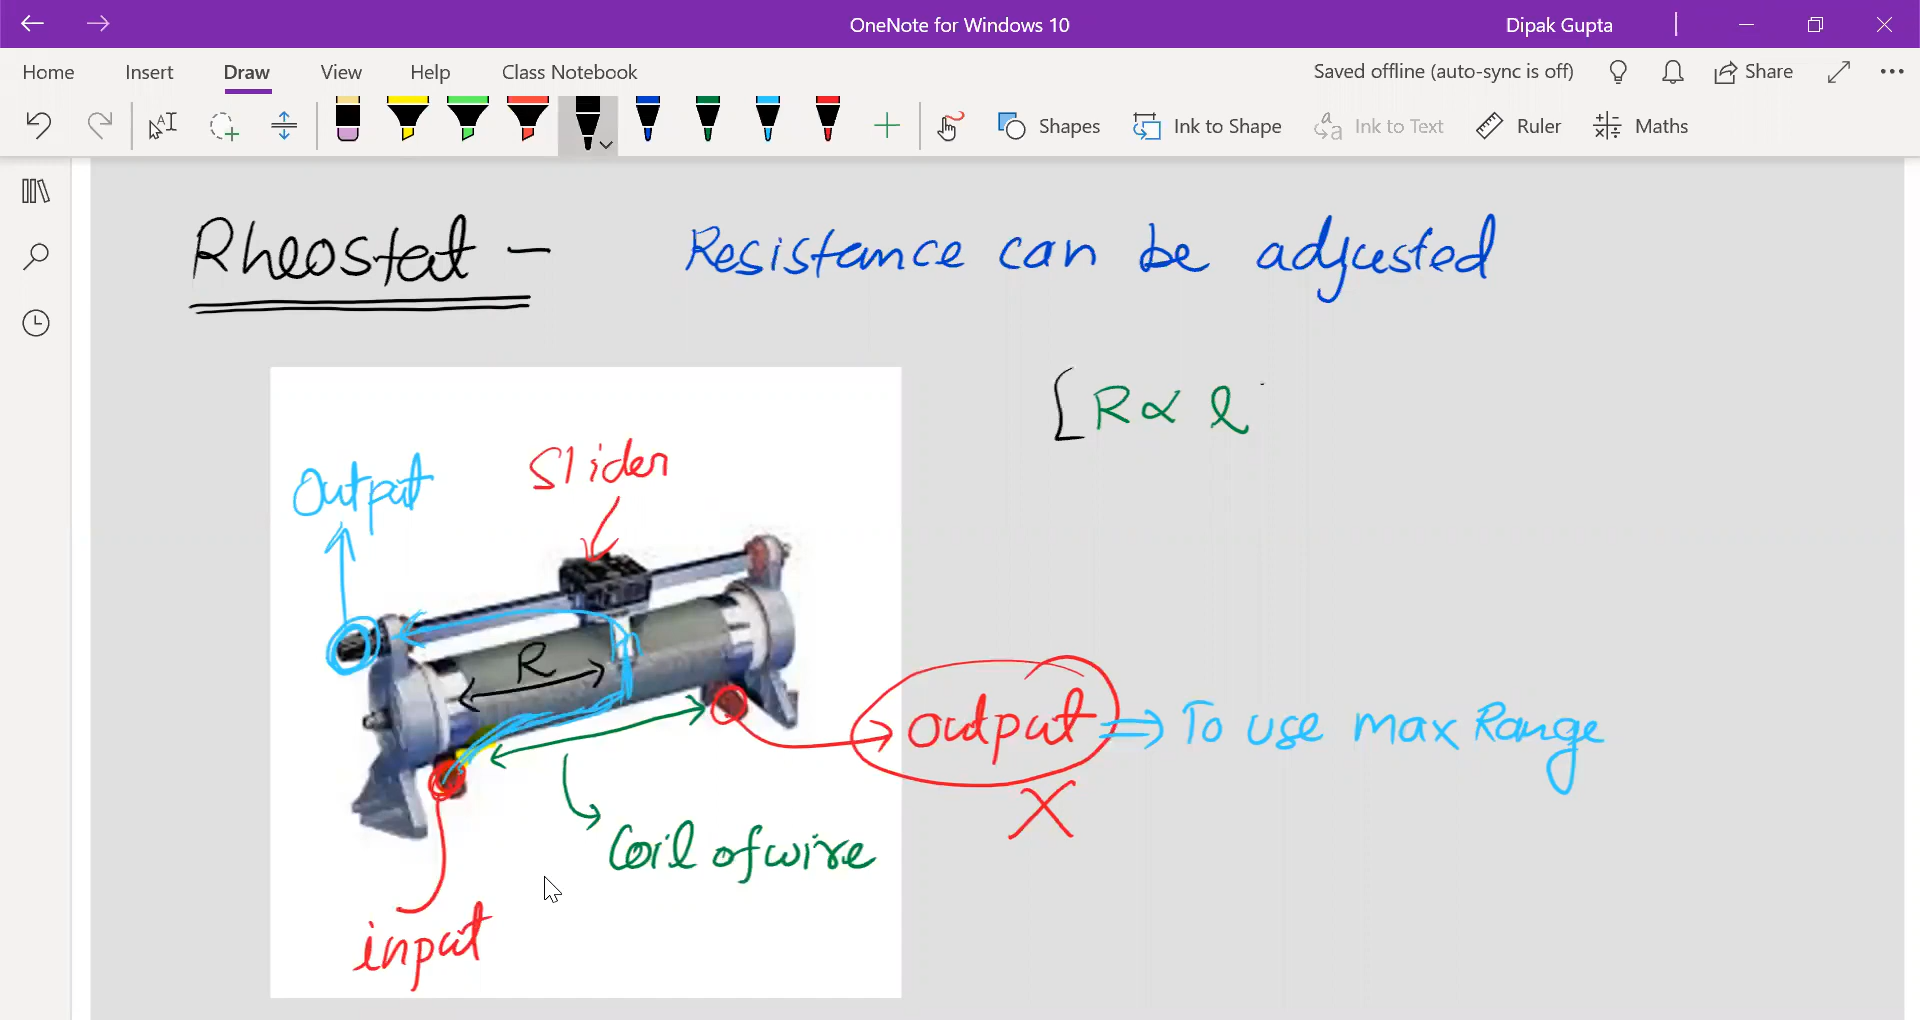 OneNote for Windows 10
Dipak Gupta
Home Insert Draw View Help Class Notebook
Saved offline (auto-sync is off) Share
Shapes Ink to Shape Ink to Text Ruler Maths
Rheostat - Resistance can be adjusted
[R ∝ l
Slider
Output
R
output ⇒ To use max Range
X
Coil of wire
input